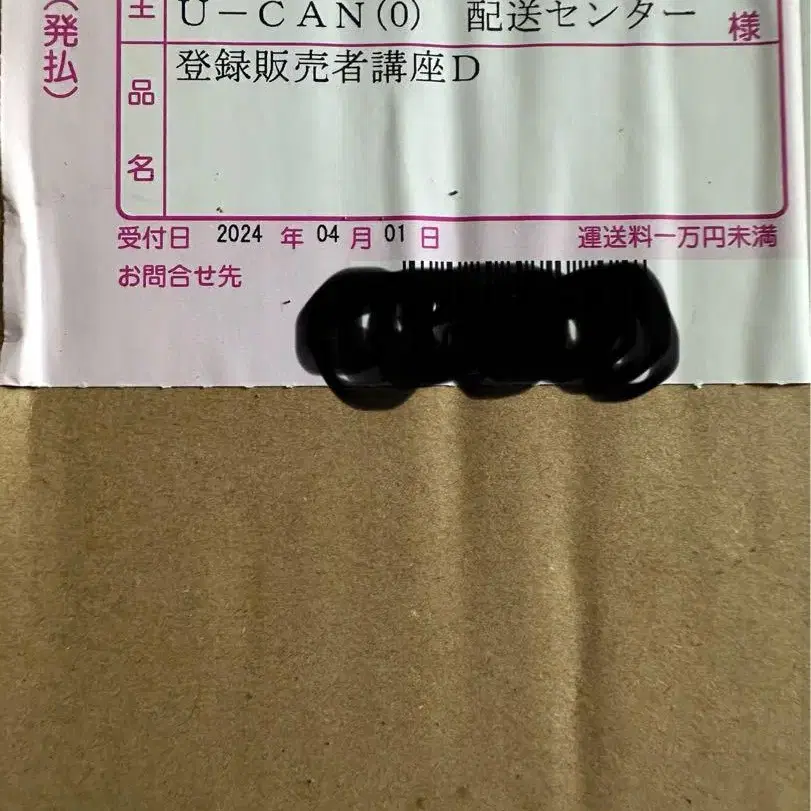 (発払)
主 U－CAN(0) 配送センター 様
品名 登録販売者講座D
受付日 2024 年 04 月 01 日 運送料一万円未満
お問合せ先